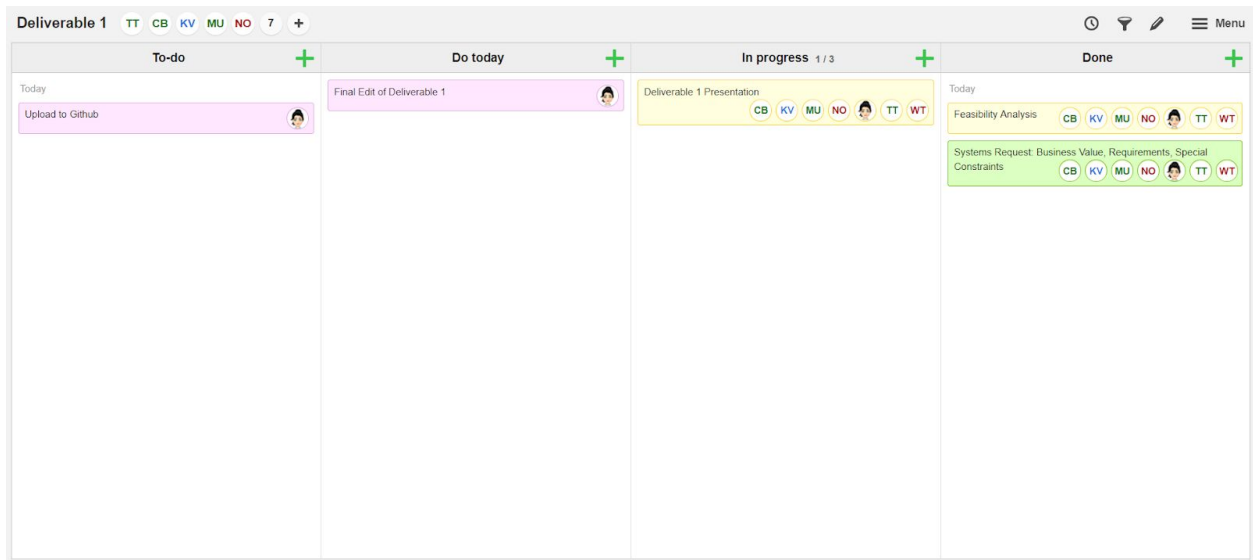 Deliverable 1 TT CB KV MU NO 7 + Menu
To-do
Today
Upload to Github
Do today
Final Edit of Deliverable 1
In progress 1 / 3
Deliverable 1 Presentation
CB KV MU NO TT WT
Done
Today
Feasibility Analysis CB KV MU NO TT WT
Systems Request: Business Value, Requirements, Special
Constraints CB KV MU NO TT WT